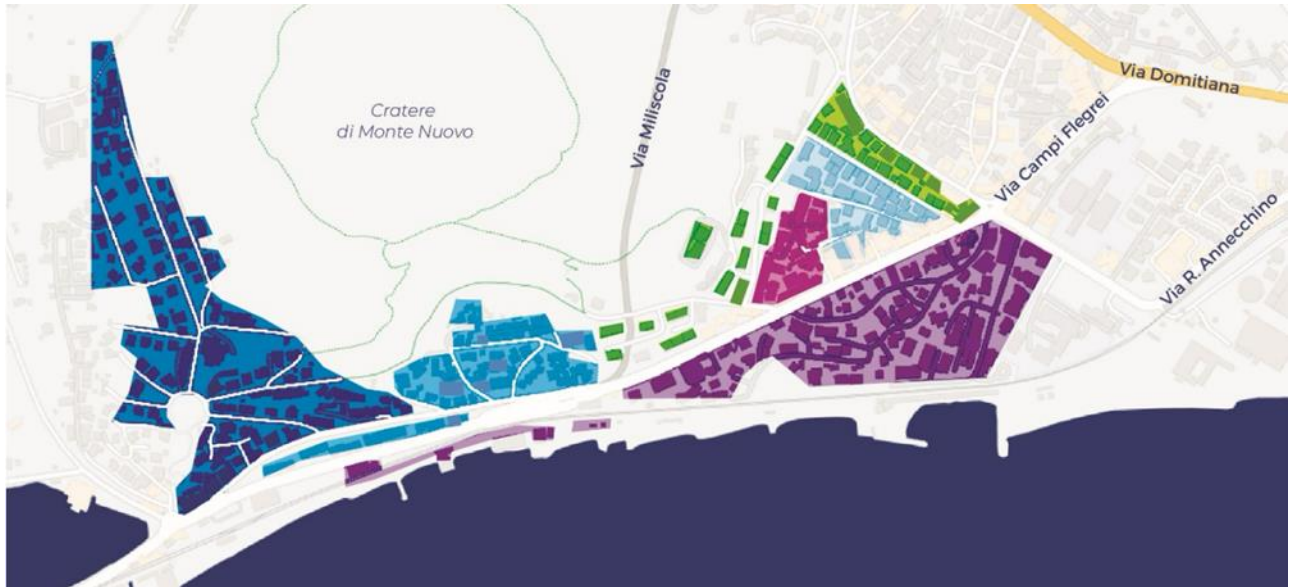 Cratere
di Monte Nuovo
Via Miliscola
Via Domitiana
Via Campi Flegrei
Via R. Annecchino